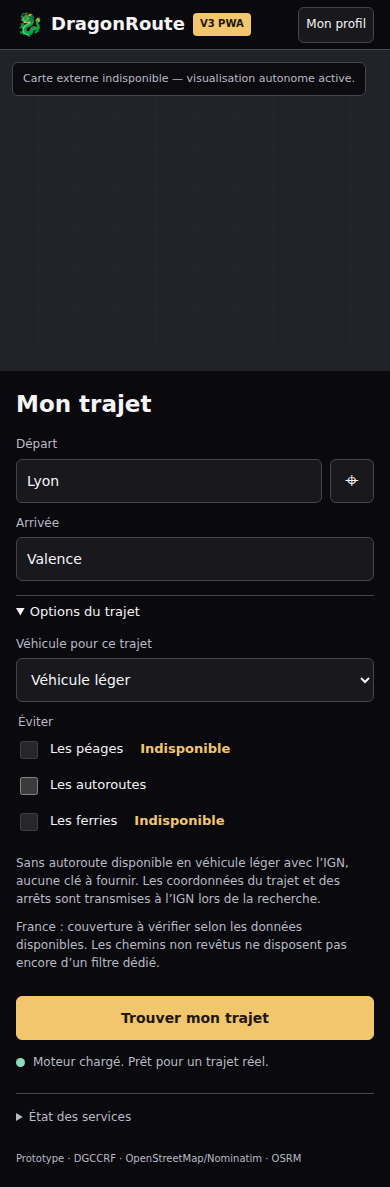 DragonRoute V3 PWA Mon profil
Carte externe indisponible — visualisation autonome active.
Mon trajet
Départ
Lyon
Arrivée
Valence
Options du trajet
Véhicule pour ce trajet
Véhicule léger
Éviter
Les péages Indisponible
Les autoroutes
Les ferries Indisponible
Sans autoroute disponible en véhicule léger avec l’IGN,
aucune clé à fournir. Les coordonnées du trajet et des
arrêts sont transmises à l’IGN lors de la recherche.
France : couverture à vérifier selon les données
disponibles. Les chemins non revêtus ne disposent pas
encore d’un filtre dédié.
Trouver mon trajet
Moteur chargé. Prêt pour un trajet réel.
État des services
Prototype · DGCCRF · OpenStreetMap/Nominatim · OSRM